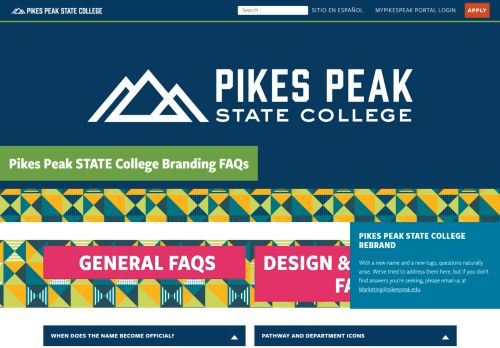 PIKES PEAK STATE COLLEGE
Search
SITIO EN ESPAÑOL
MYPIKESPEAK PORTAL LOGIN
APPLY
PIKES PEAK
STATE COLLEGE
Pikes Peak STATE College Branding FAQs
GENERAL FAQS
DESIGN &
FA
PIKES PEAK STATE COLLEGE
REBRAND
With a new name and a new logo, questions naturally
arise. We've tried to address them here, but if you don't
find answers you're seeking, please email us at
Marketing@pikespeak.edu.
WHEN DOES THE NAME BECOME OFFICIAL?
PATHWAY AND DEPARTMENT ICONS